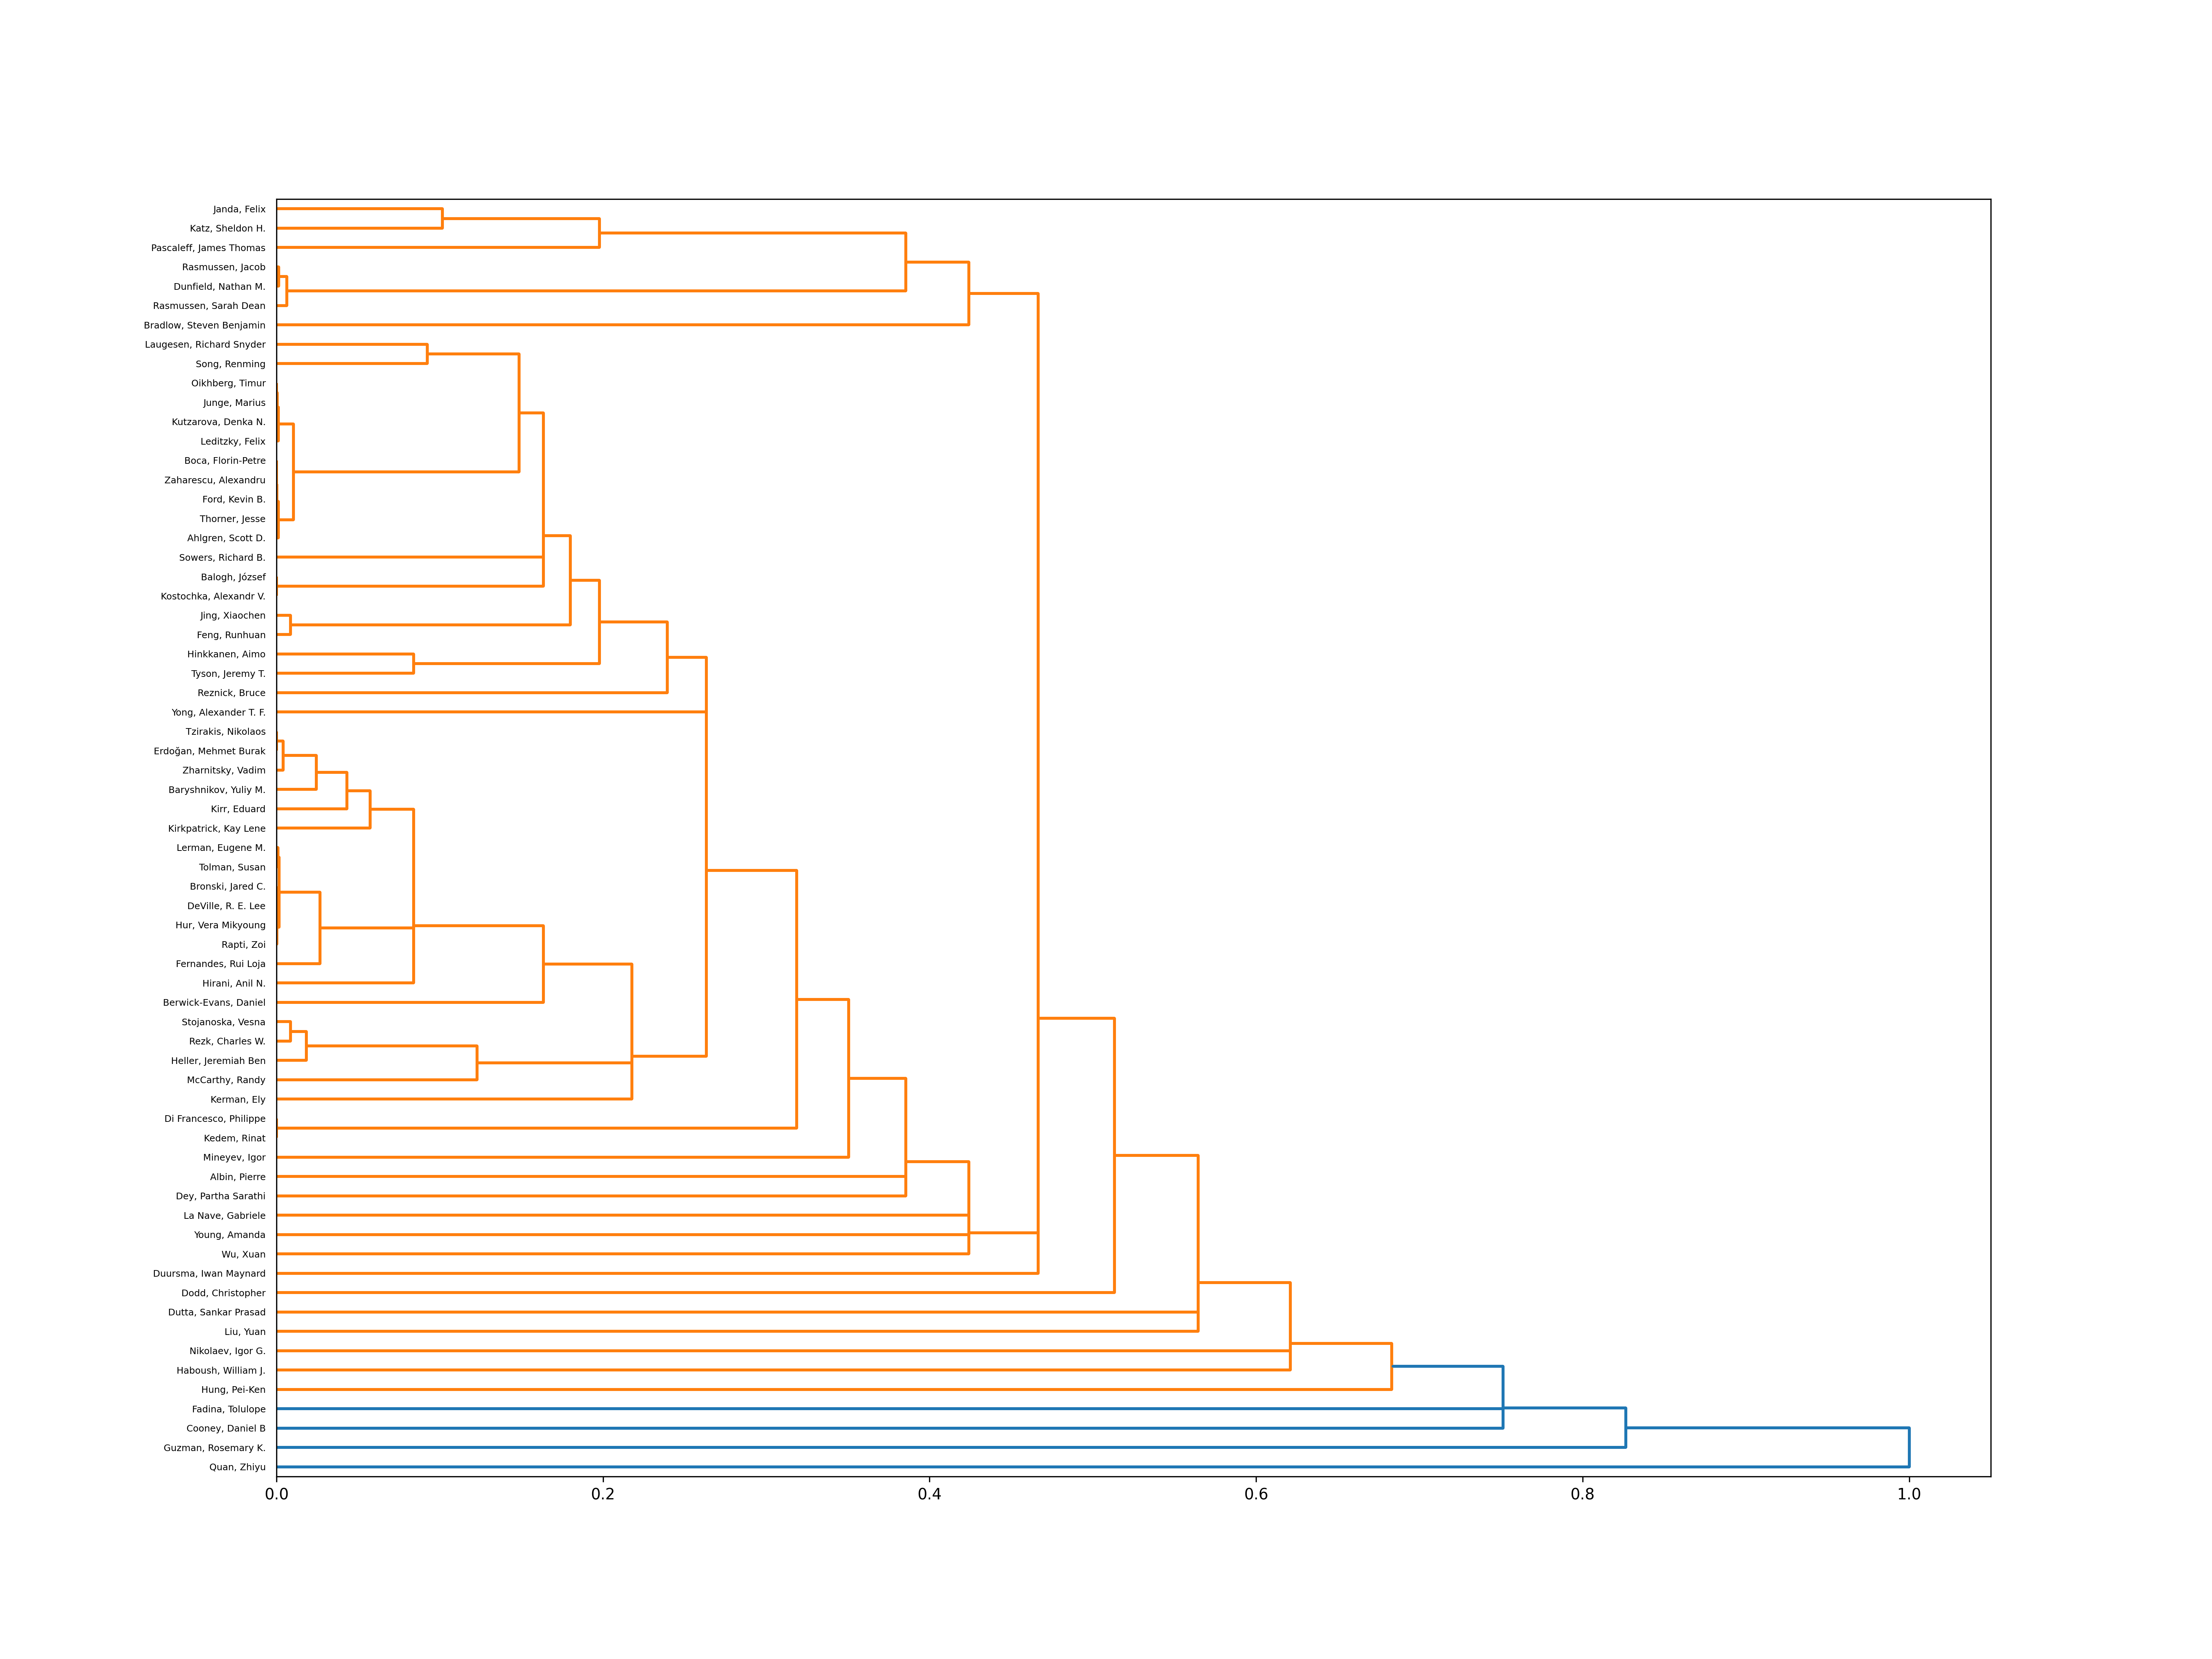 Janda, Felix
Katz, Sheldon H.
Pascaleff, James Thomas
Rasmussen, Jacob
Dunfield, Nathan M.
Rasmussen, Sarah Dean
Bradlow, Steven Benjamin
Laugesen, Richard Snyder
Song, Renming
Oikhberg, Timur
Junge, Marius
Kutzarova, Denka N.
Leditzky, Felix
Boca, Florin-Petre
Zaharescu, Alexandru
Ford, Kevin B.
Thorner, Jesse
Ahlgren, Scott D.
Sowers, Richard B.
Balogh, József
Kostochka, Alexandr V.
Jing, Xiaochen
Feng, Runhuan
Hinkkanen, Aimo
Tyson, Jeremy T.
Reznick, Bruce
Yong, Alexander T. F.
Tzirakis, Nikolaos
Erdoğan, Mehmet Burak
Zharnitsky, Vadim
Baryshnikov, Yuliy M.
Kirr, Eduard
Kirkpatrick, Kay Lene
Lerman, Eugene M.
Tolman, Susan
Bronski, Jared C.
DeVille, R. E. Lee
Hur, Vera Mikyoung
Rapti, Zoi
Fernandes, Rui Loja
Hirani, Anil N.
Berwick-Evans, Daniel
Stojanoska, Vesna
Rezk, Charles W.
Heller, Jeremiah Ben
McCarthy, Randy
Kerman, Ely
Di Francesco, Philippe
Kedem, Rinat
Mineyev, Igor
Albin, Pierre
Dey, Partha Sarathi
La Nave, Gabriele
Young, Amanda
Wu, Xuan
Duursma, Iwan Maynard
Dodd, Christopher
Dutta, Sankar Prasad
Liu, Yuan
Nikolaev, Igor G.
Haboush, William J.
Hung, Pei-Ken
Fadina, Tolulope
Cooney, Daniel B
Guzman, Rosemary K.
Quan, Zhiyu
0.0 0.2 0.4 0.6 0.8 1.0